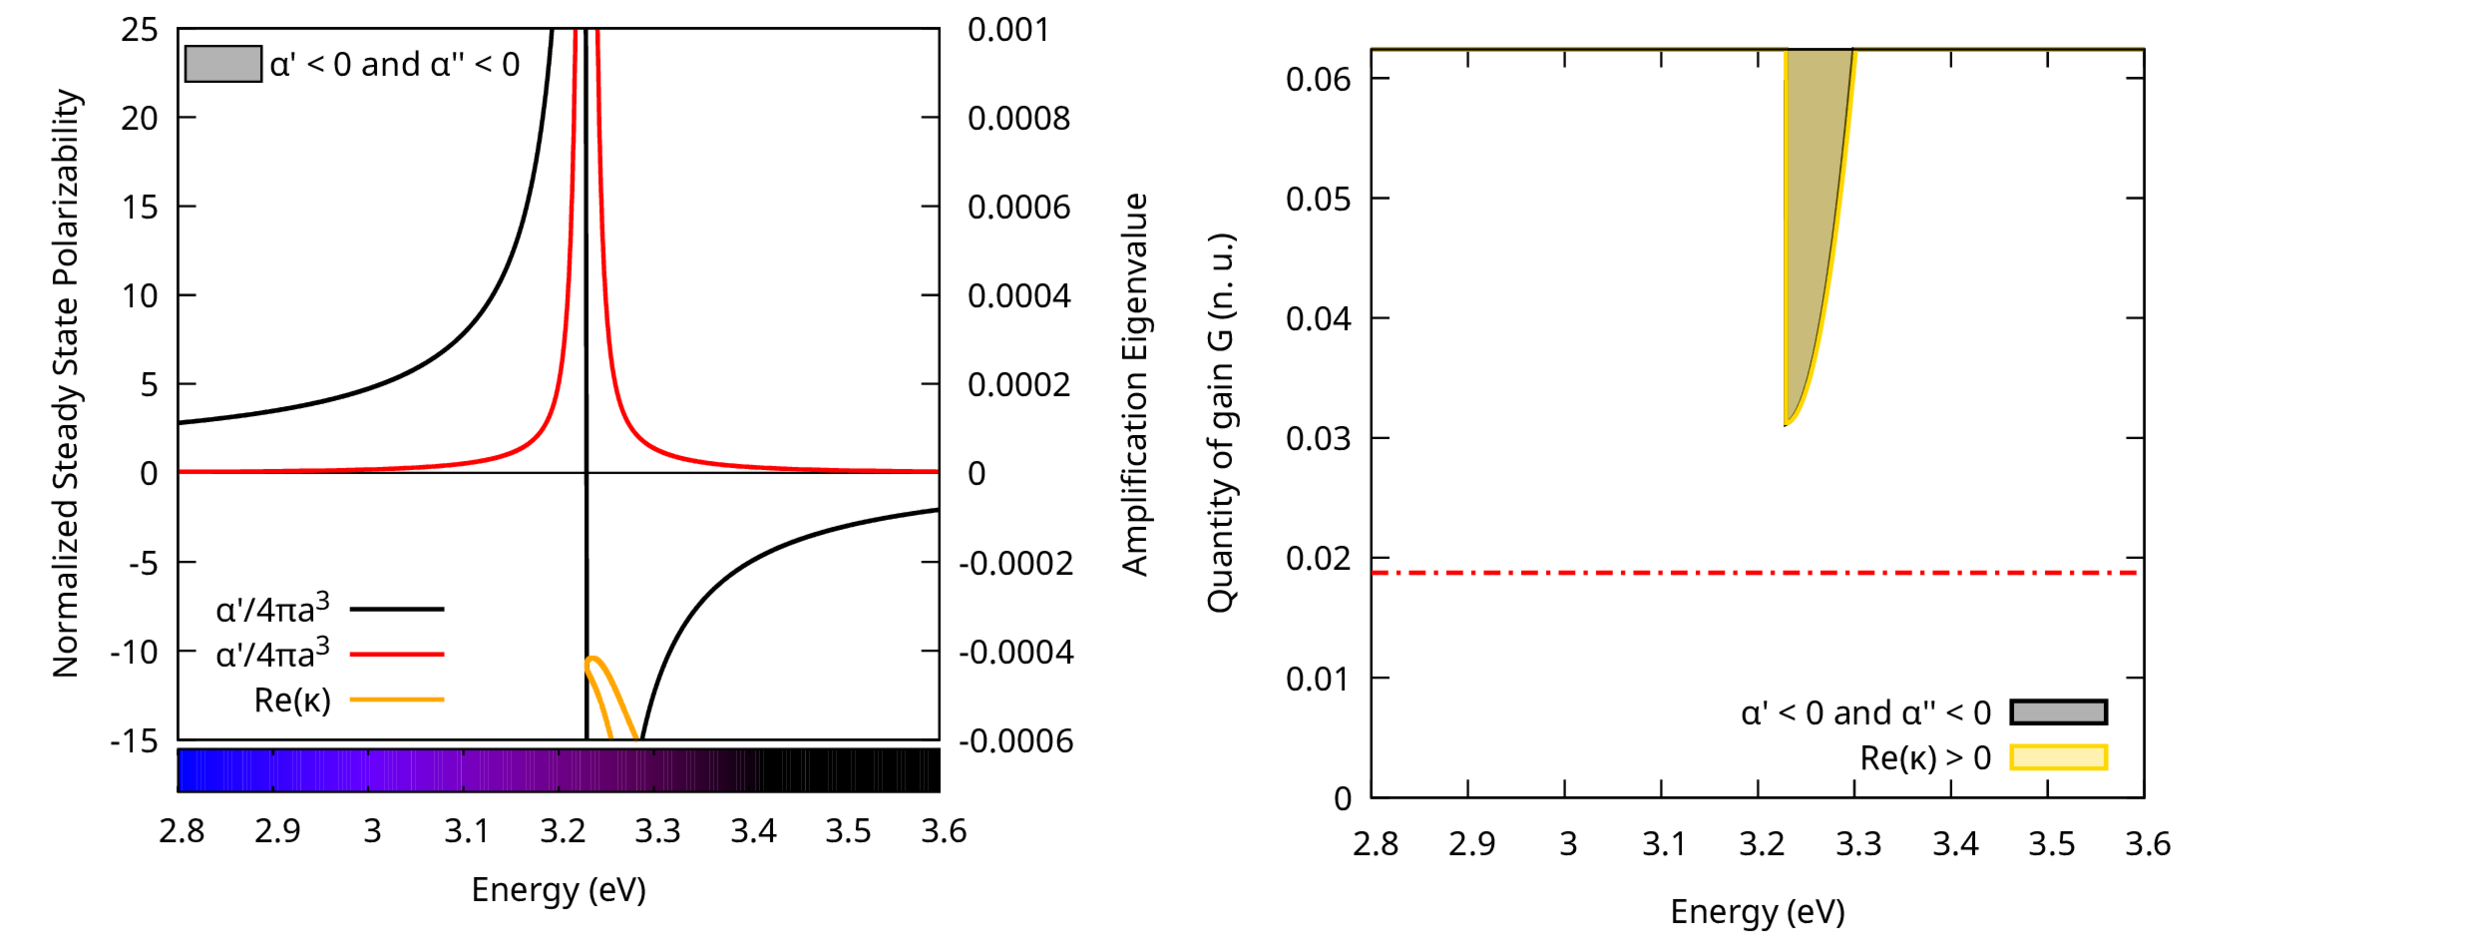 25
20
15
10
5
0
-5
-10
-15
Normalized Steady State Polarizability
α' < 0 and α'' < 0
α'/4πa³
α'/4πa³
Re(κ)
0.001
0.0008
0.0006
0.0004
0.0002
0
-0.0002
-0.0004
-0.0006
Amplification Eigenvalue
2.8 2.9 3 3.1 3.2 3.3 3.4 3.5 3.6
Energy (eV)
0.06
0.05
0.04
0.03
0.02
0.01
0
Quantity of gain G (n. u.)
α' < 0 and α'' < 0
Re(κ) > 0
2.8 2.9 3 3.1 3.2 3.3 3.4 3.5 3.6
Energy (eV)